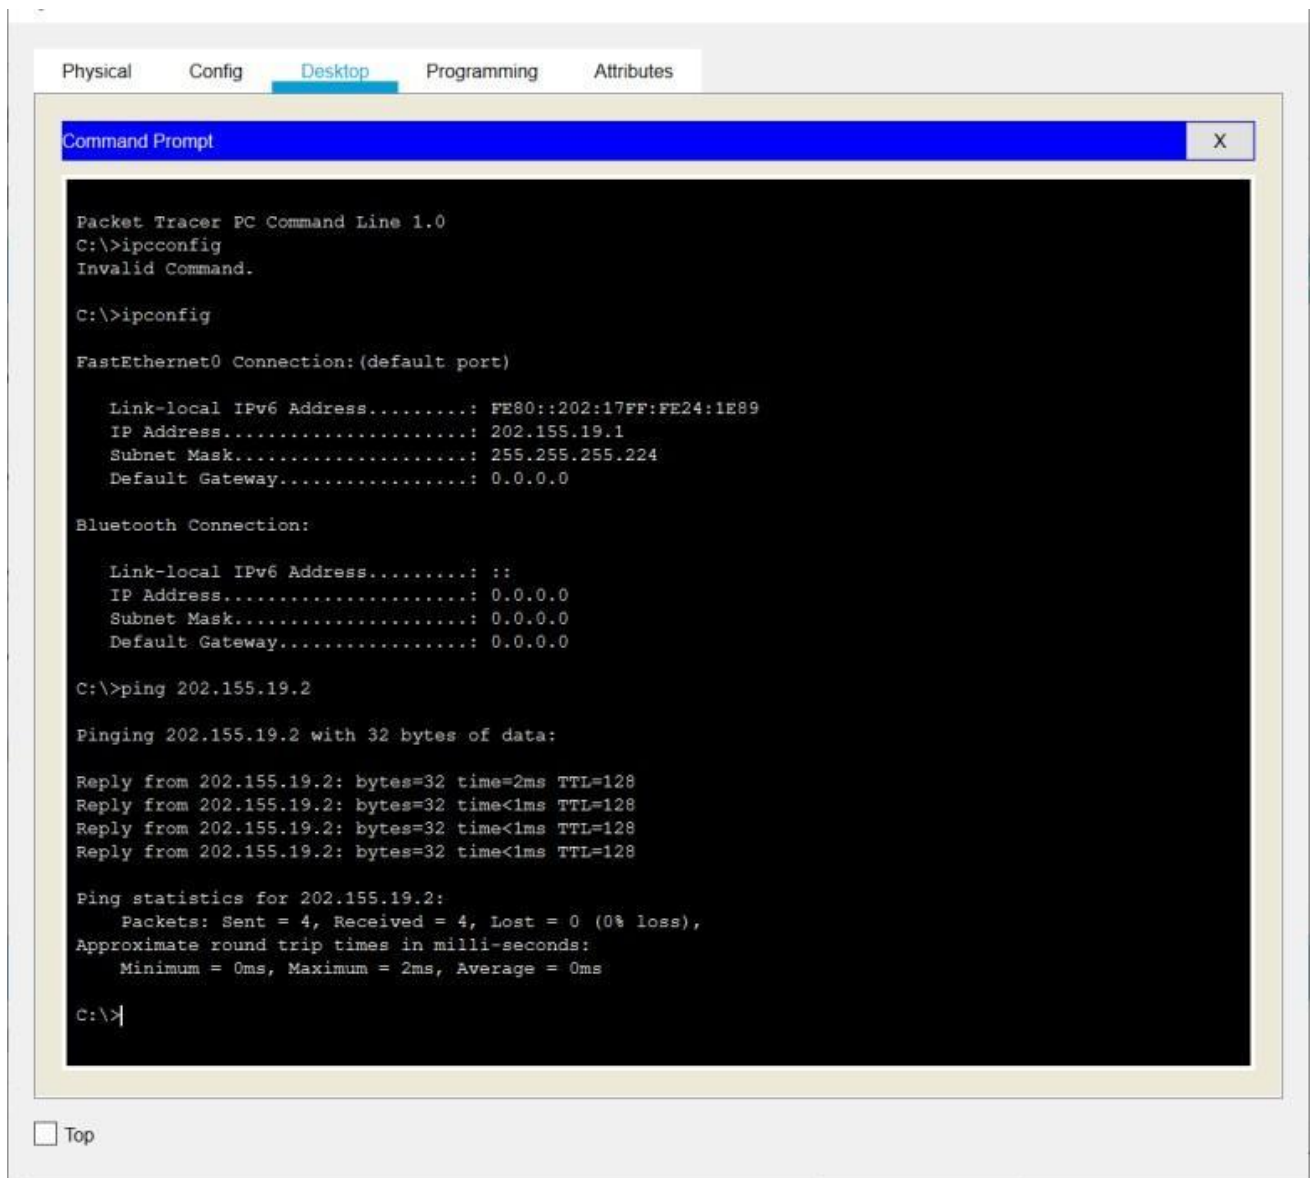 Physical Config Desktop Programming Attributes
Command Prompt X
Packet Tracer PC Command Line 1.0
C:\>ipcconfig
Invalid Command.
C:\>ipconfig
FastEthernet0 Connection:(default port)
Link-local IPv6 Address.........: FE80::202:17FF:FE24:1E89
IP Address......................: 202.155.19.1
Subnet Mask.....................: 255.255.255.224
Default Gateway.................: 0.0.0.0
Bluetooth Connection:
Link-local IPv6 Address.........: ::
IP Address......................: 0.0.0.0
Subnet Mask.....................: 0.0.0.0
Default Gateway.................: 0.0.0.0
C:\>ping 202.155.19.2
Pinging 202.155.19.2 with 32 bytes of data:
Reply from 202.155.19.2: bytes=32 time=2ms TTL=128
Reply from 202.155.19.2: bytes=32 time<1ms TTL=128
Reply from 202.155.19.2: bytes=32 time<1ms TTL=128
Reply from 202.155.19.2: bytes=32 time<1ms TTL=128
Ping statistics for 202.155.19.2:
Packets: Sent = 4, Received = 4, Lost = 0 (0% loss),
Approximate round trip times in milli-seconds:
Minimum = 0ms, Maximum = 2ms, Average = 0ms
C:\>
Top